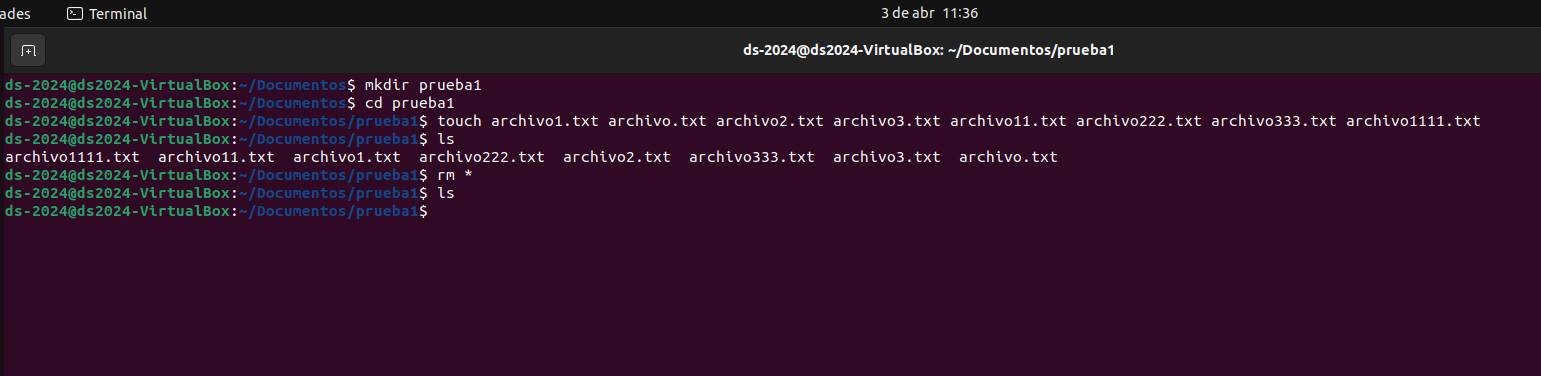 ades Terminal 3 de abr 11:36
ds-2024@ds2024-VirtualBox: ~/Documentos/prueba1
ds-2024@ds2024-VirtualBox:~/Documentos$ mkdir prueba1
ds-2024@ds2024-VirtualBox:~/Documentos$ cd prueba1
ds-2024@ds2024-VirtualBox:~/Documentos/prueba1$ touch archivo1.txt archivo.txt archivo2.txt archivo3.txt archivo11.txt archivo222.txt archivo333.txt archivo1111.txt
ds-2024@ds2024-VirtualBox:~/Documentos/prueba1$ ls
archivo1111.txt archivo11.txt archivo1.txt archivo222.txt archivo2.txt archivo333.txt archivo3.txt archivo.txt
ds-2024@ds2024-VirtualBox:~/Documentos/prueba1$ rm *
ds-2024@ds2024-VirtualBox:~/Documentos/prueba1$ ls
ds-2024@ds2024-VirtualBox:~/Documentos/prueba1$